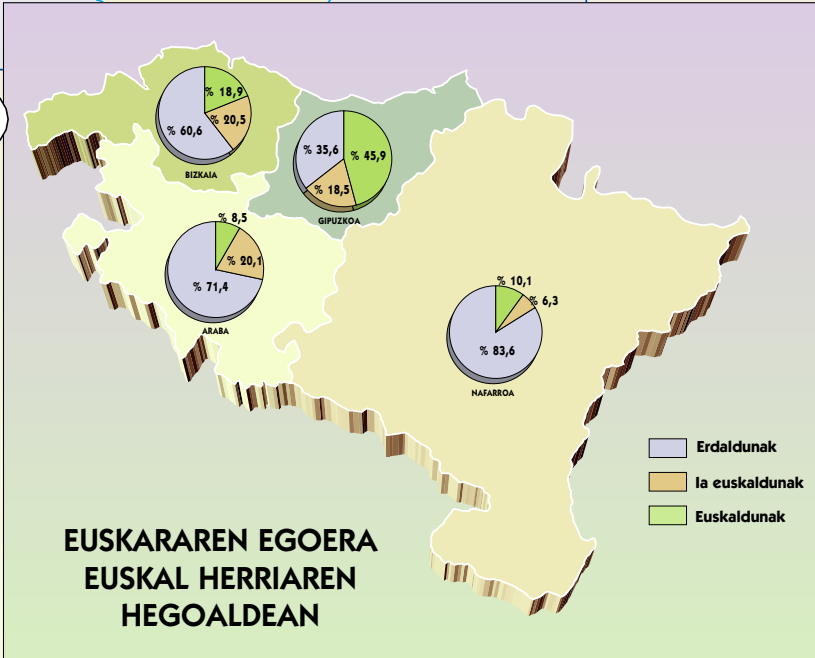 % 18,9
% 20,5
% 60,6
BIZKAIA
% 35,6
% 45,9
% 18,5
GIPUZKOA
% 8,5
% 20,1
% 71,4
ARABA
% 10,1
% 6,3
% 83,6
NAFARROA
Erdaldunak
Ia euskaldunak
Euskaldunak
EUSKARAREN EGOERA
EUSKAL HERRIAREN
HEGOALDEAN